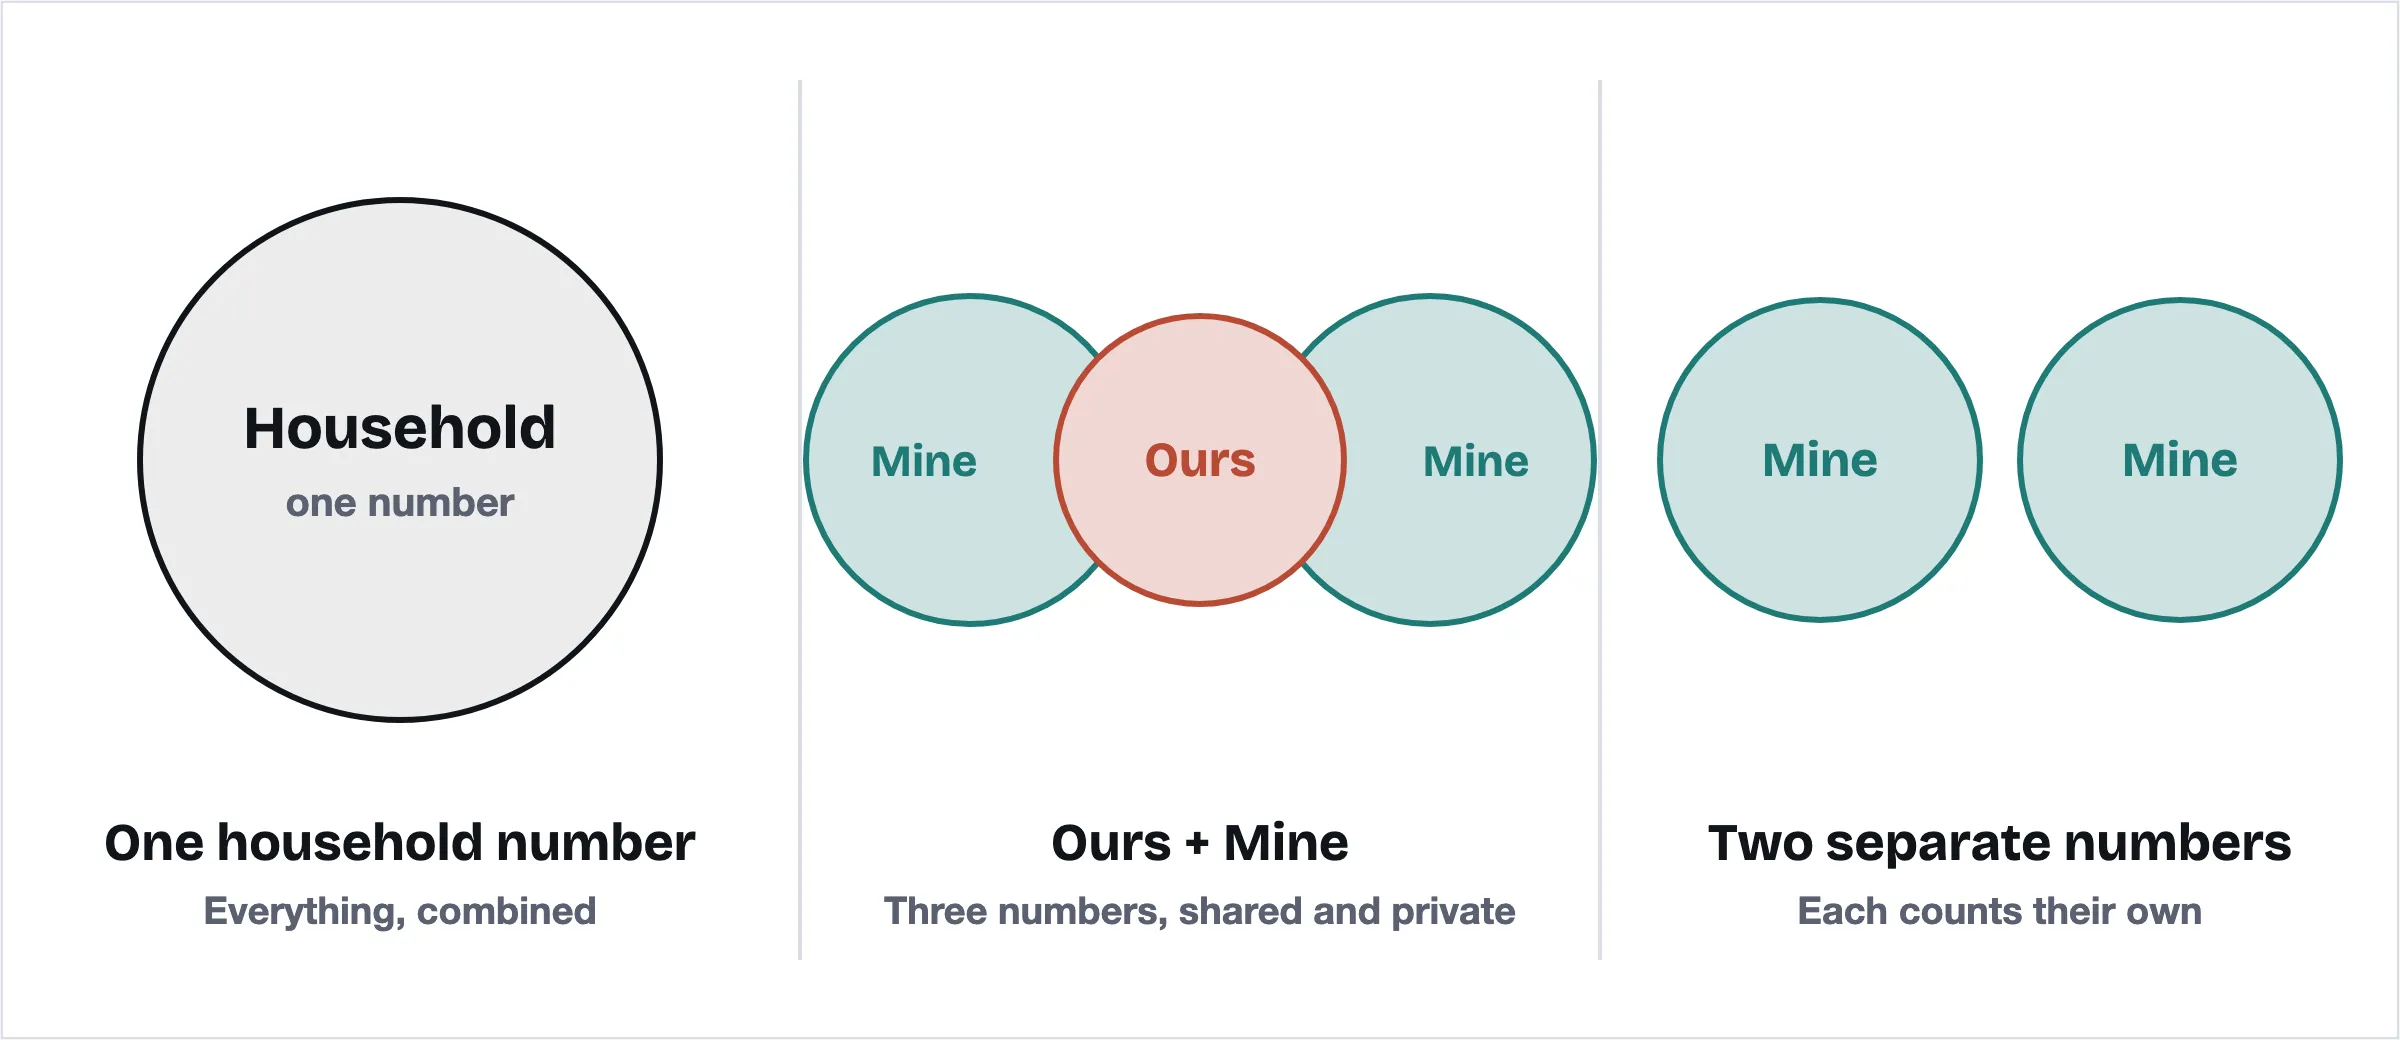 Household
one number
One household number
Everything, combined
Mine
Ours
Mine
Ours + Mine
Three numbers, shared and private
Mine
Mine
Two separate numbers
Each counts their own